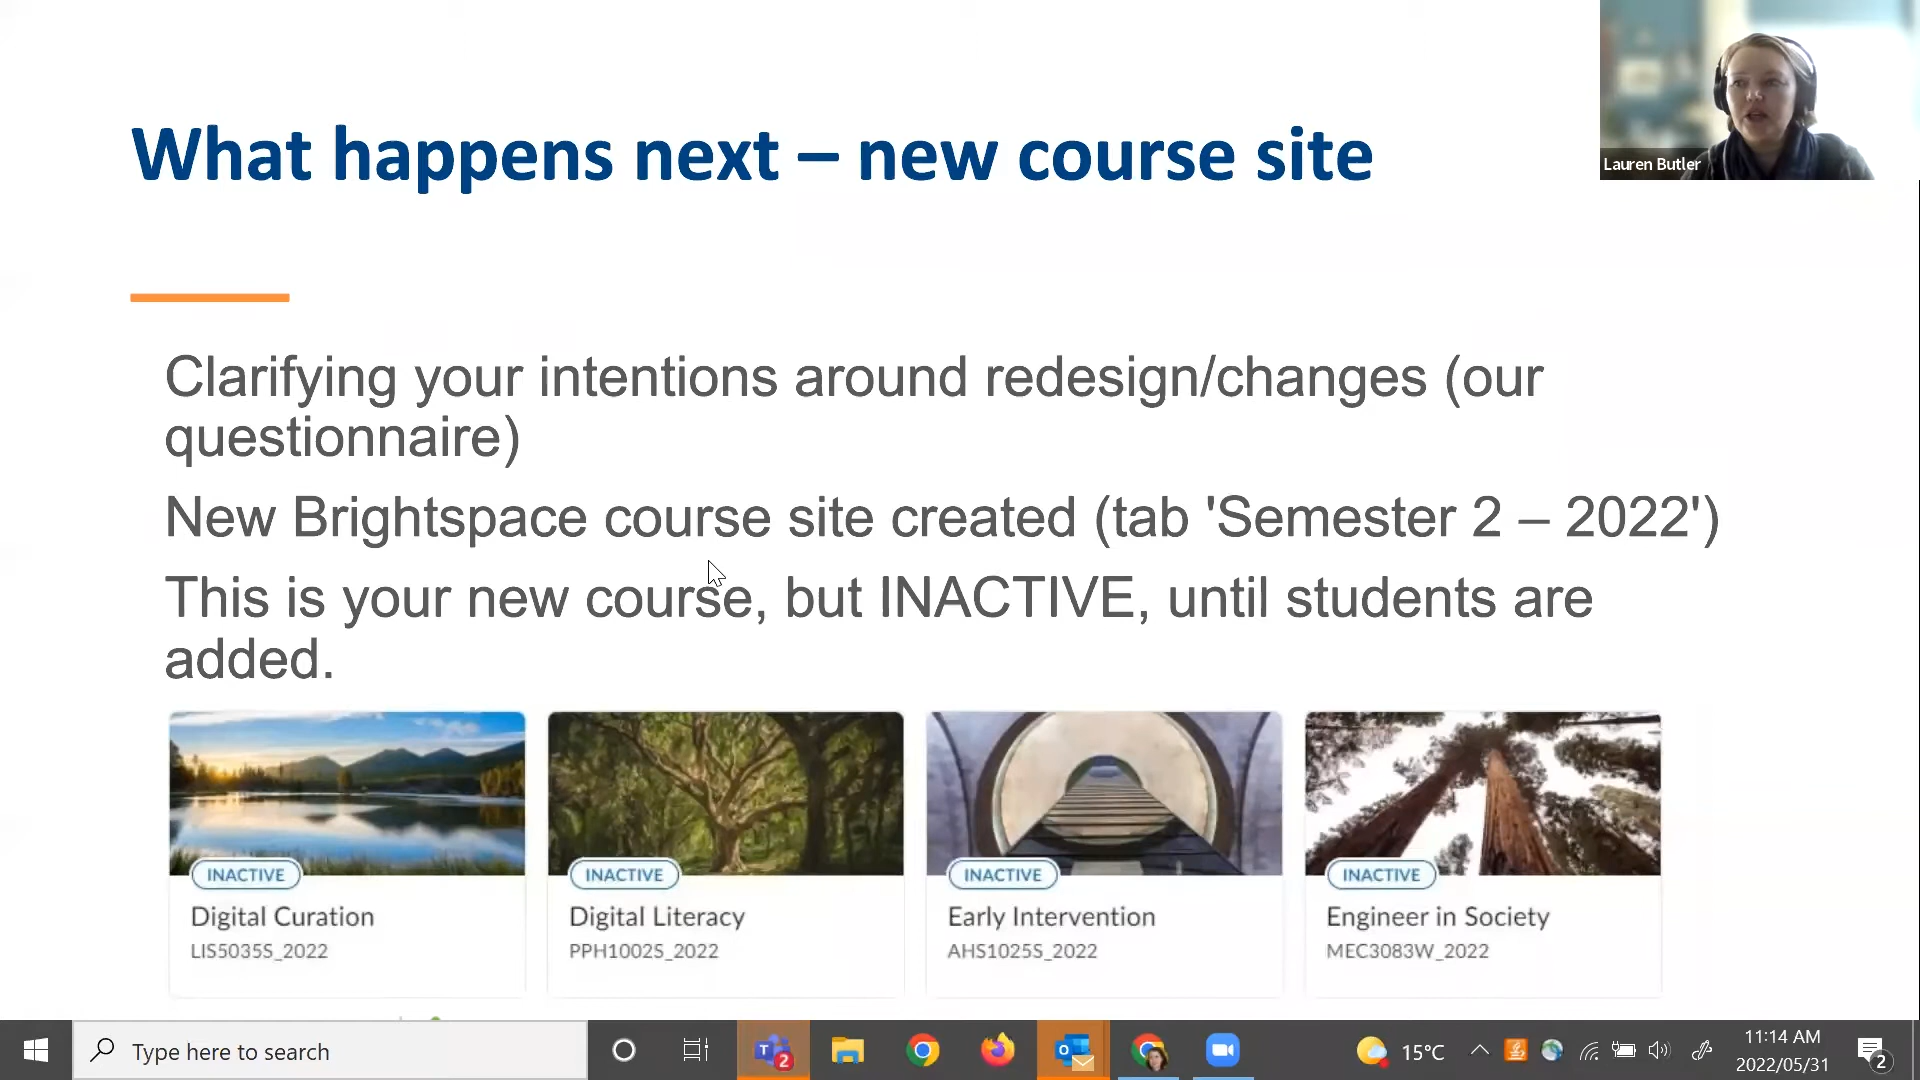 What happens next – new course site
Lauren Butler
Clarifying your intentions around redesign/changes (our
questionnaire)
New Brightspace course site created (tab 'Semester 2 – 2022')
This is your new course, but INACTIVE, until students are
added.
INACTIVE
Digital Curation
LIS5035S_2022
INACTIVE
Digital Literacy
PPH1002S_2022
INACTIVE
Early Intervention
AHS1025S_2022
INACTIVE
Engineer in Society
MEC3083W_2022
Type here to search
2
15°C
11:14 AM
2022/05/31
2